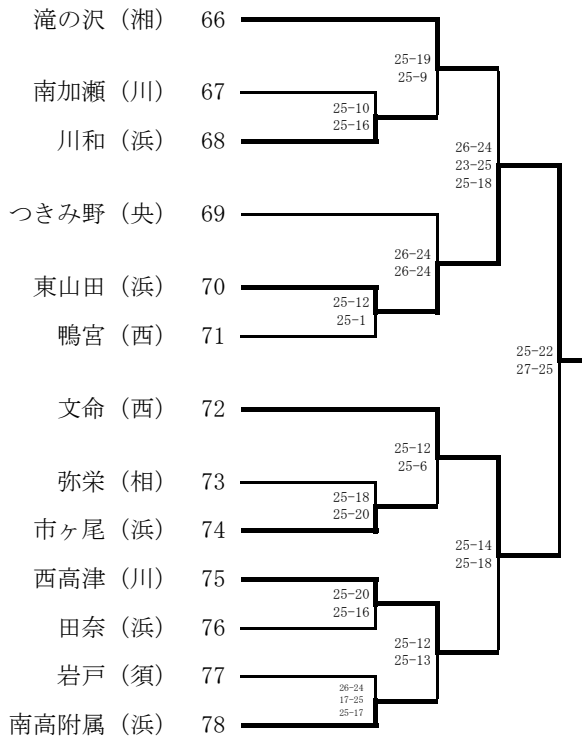 滝の沢（湘） 66
25-19
25-9
南加瀬（川） 67
25-10
25-16
川和（浜） 68
26-24
23-25
25-18
つきみ野（央） 69
26-24
26-24
東山田（浜） 70
25-12
25-1
鴨宮（西） 71
25-22
27-25
文命（西） 72
25-12
25-6
弥栄（相） 73
25-18
25-20
市ヶ尾（浜） 74
25-14
25-18
西高津（川） 75
25-20
25-16
田奈（浜） 76
25-12
25-13
岩戸（須） 77
26-24
17-25
25-17
南高附属（浜） 78